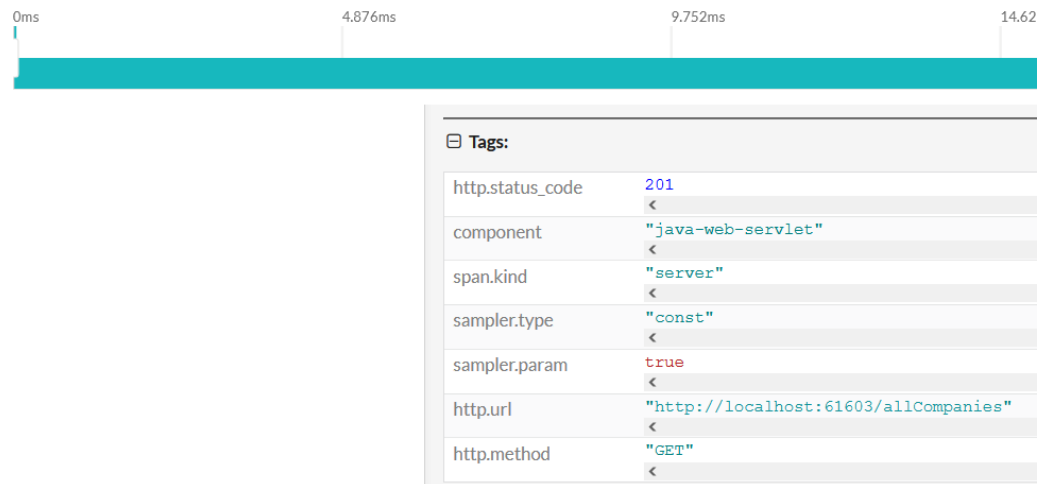 0ms 4.876ms 9.752ms 14.62
Tags:
http.status_code 201
component "java-web-servlet"
span.kind "server"
sampler.type "const"
sampler.param true
http.url "http://localhost:61603/allCompanies"
http.method "GET"